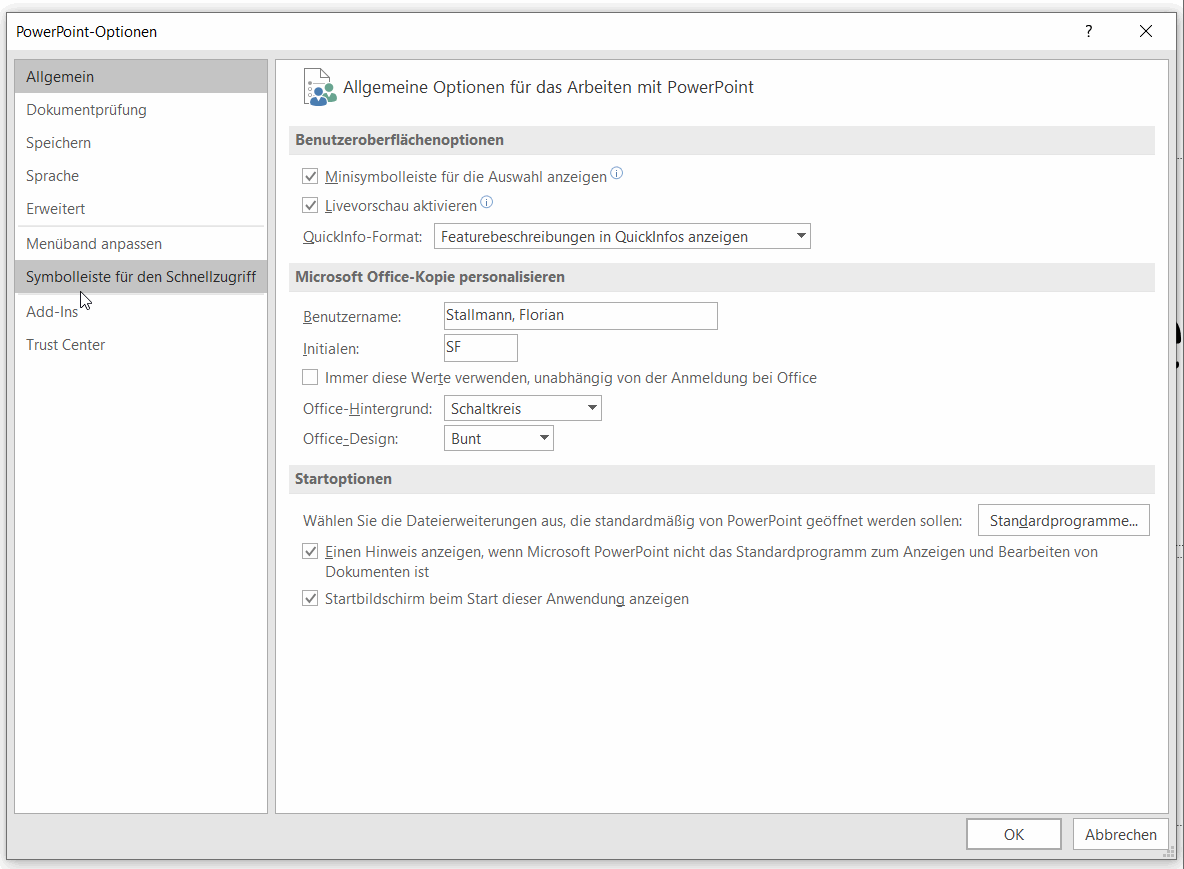 PowerPoint-Optionen
?
Allgemein
Dokumentprüfung
Speichern
Sprache
Erweitert
Menüband anpassen
Symbolleiste für den Schnellzugriff
Add-Ins
Trust Center
Allgemeine Optionen für das Arbeiten mit PowerPoint
Benutzeroberflächenoptionen
Minisymbolleiste für die Auswahl anzeigen
Livevorschau aktivieren
QuickInfo-Format: Featurebeschreibungen in QuickInfos anzeigen
Microsoft Office-Kopie personalisieren
Benutzername: Stallmann, Florian
Initialen: SF
Immer diese Werte verwenden, unabhängig von der Anmeldung bei Office
Office-Hintergrund: Schaltkreis
Office-Design: Bunt
Startoptionen
Wählen Sie die Dateierweiterungen aus, die standardmäßig von PowerPoint geöffnet werden sollen: Standardprogramme...
Einen Hinweis anzeigen, wenn Microsoft PowerPoint nicht das Standardprogramm zum Anzeigen und Bearbeiten von
Dokumenten ist
Startbildschirm beim Start dieser Anwendung anzeigen
OK Abbrechen